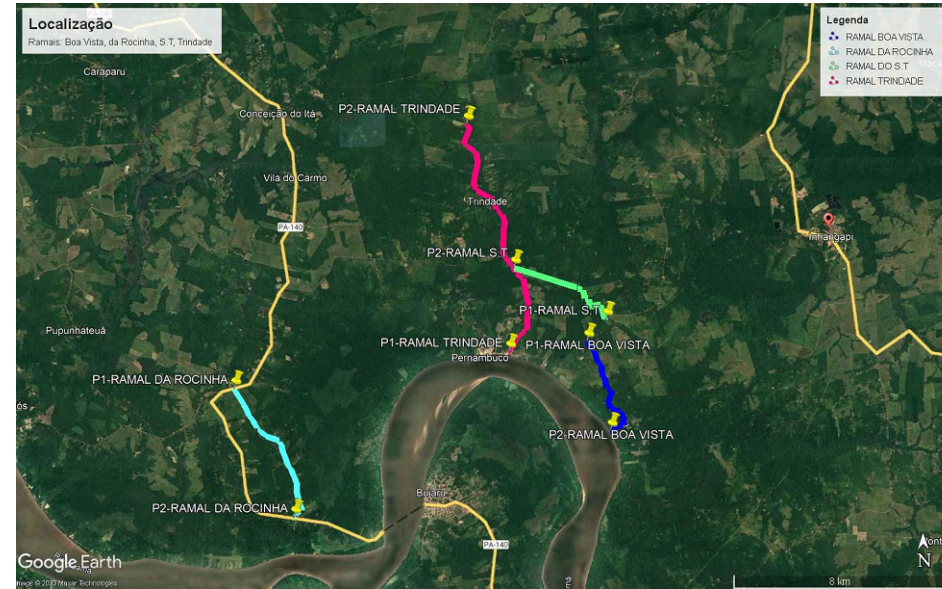 Localização
Ramais: Boa Vista, da Rocinha, S.T, Trindade
Legenda
RAMAL BOA VISTA
RAMAL DA ROCINHA
RAMAL DO S.T
RAMAL TRINDADE
Caraparu
Conceição do Itá
P2-RAMAL TRINDADE
Vila do Carmo
Trindade
PA-140
Inhangapi
P2-RAMAL S.T
P1-RAMAL S.T
Pupunhateuá
P1-RAMAL TRINDADE
P1-RAMAL BOA VISTA
Pernambuco
P1-RAMAL DA ROCINHA
P2-RAMAL BOA VISTA
Bujaru
P2-RAMAL DA ROCINHA
PA-140
Google Earth
Technologies
N
8 km